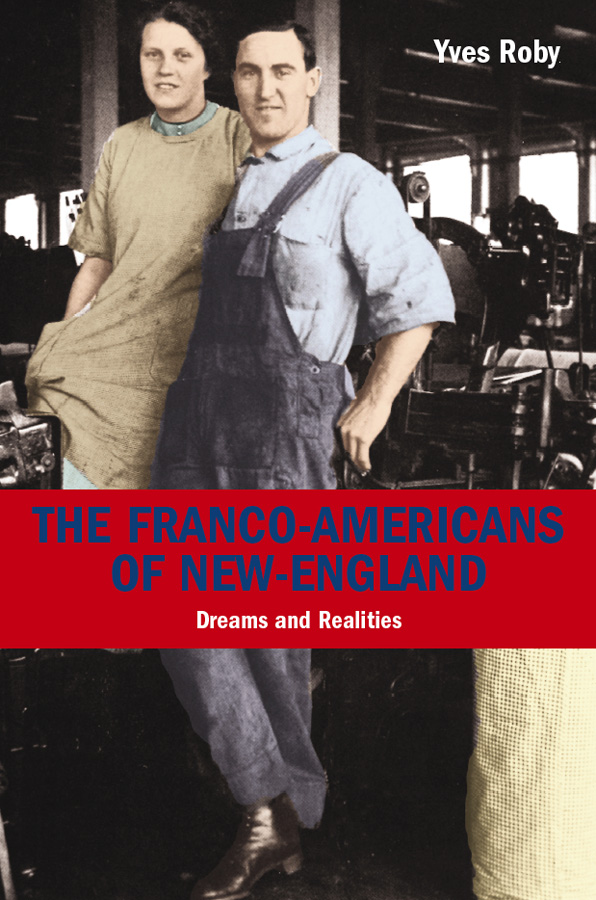 Yves Roby
THE FRANCO-AMERICANS
OF NEW-ENGLAND
Dreams and Realities